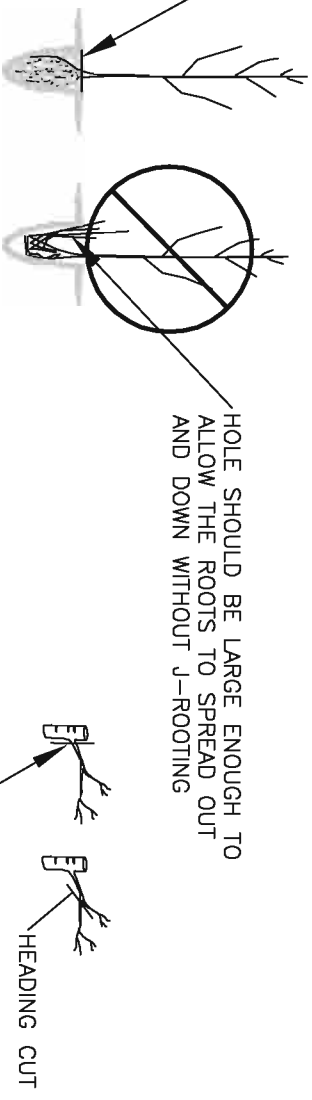 HOLE SHOULD BE LARGE ENOUGH TO
ALLOW THE ROOTS TO SPREAD OUT
AND DOWN WITHOUT J-ROOTING
HEADING CUT